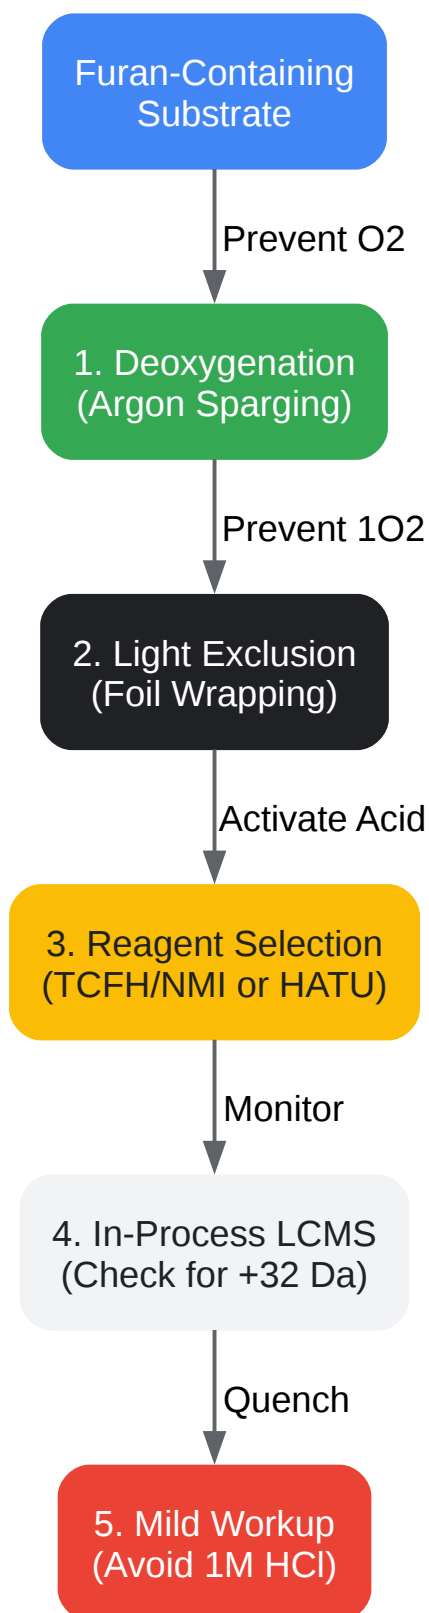 Furan-Containing
Substrate
Prevent O2
1. Deoxygenation
(Argon Sparging)
Prevent 1O2
2. Light Exclusion
(Foil Wrapping)
Activate Acid
3. Reagent Selection
(TCFH/NMI or HATU)
Monitor
4. In-Process LCMS
(Check for +32 Da)
Quench
5. Mild Workup
(Avoid 1M HCl)